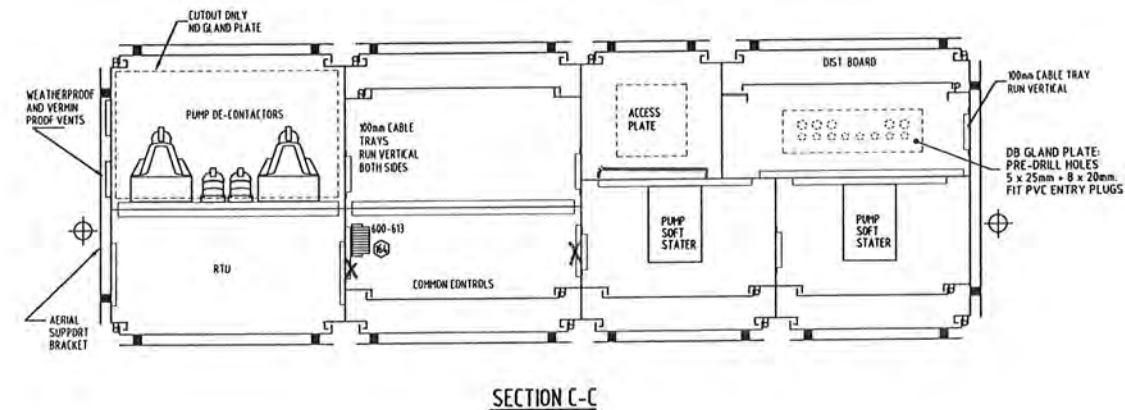 CUTOUT ONLY
NO GLAND PLATE
WEATHERPROOF
AND VERMIN
PROOF VENTS
PUMP DE-CONTACTORS
100mm CABLE
TRAYS
RUN VERTICAL
BOTH SIDES
ACCESS
PLATE
DIST BOARD
100mm CABLE TRAY
RUN VERTICAL
DB GLAND PLATE:
PRE-DRILL HOLES
5 x 25mm + 8 x 20mm.
FIT PVC ENTRY PLUGS
600-613
164
RTU
COMMON CONTROLS
PUMP
SOFT
STATER
PUMP
SOFT
STATER
AERIAL
SUPPORT
BRACKET
SECTION C-C